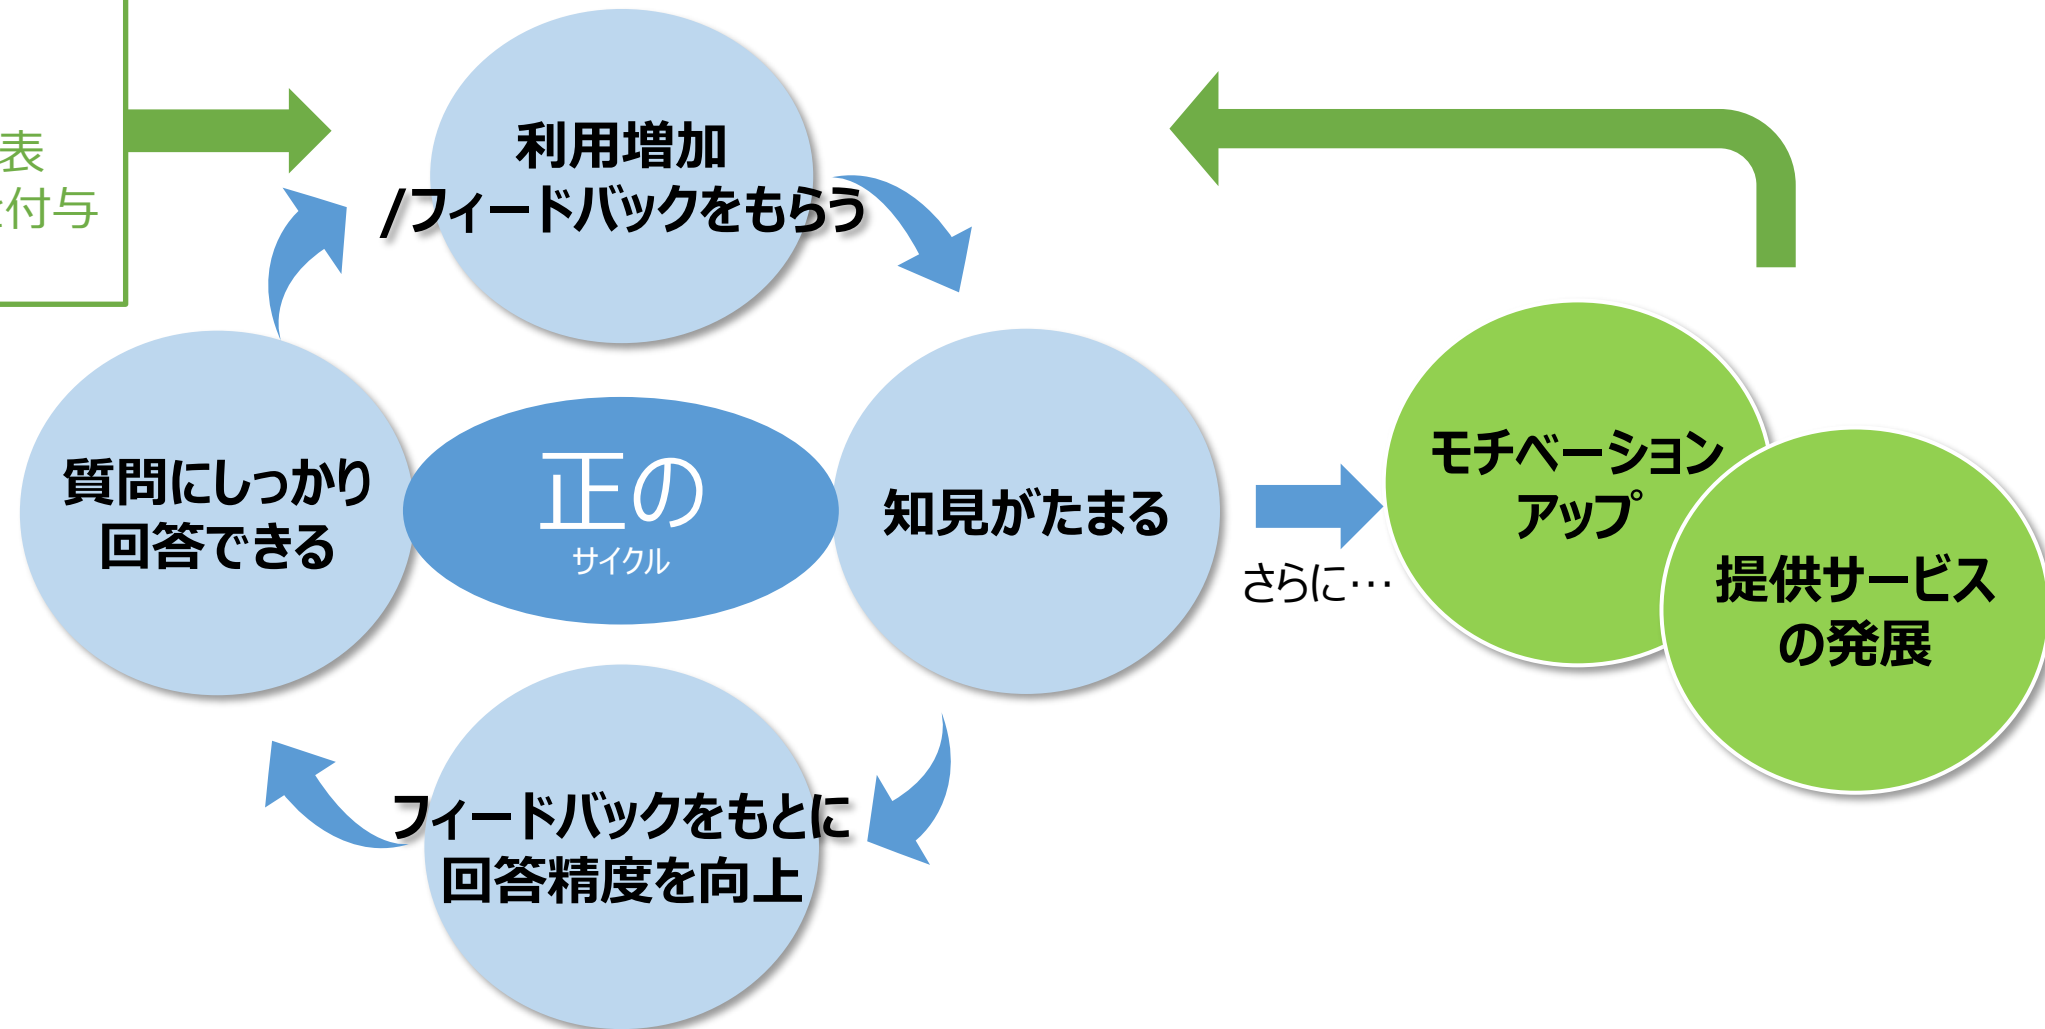 表
付与
利用増加
/フィードバックをもらう
質問にしっかり
回答できる
正の
サイクル
知見がたまる
フィードバックをもとに
回答精度を向上
さらに…
モチベーション
アップ
提供サービス
の発展